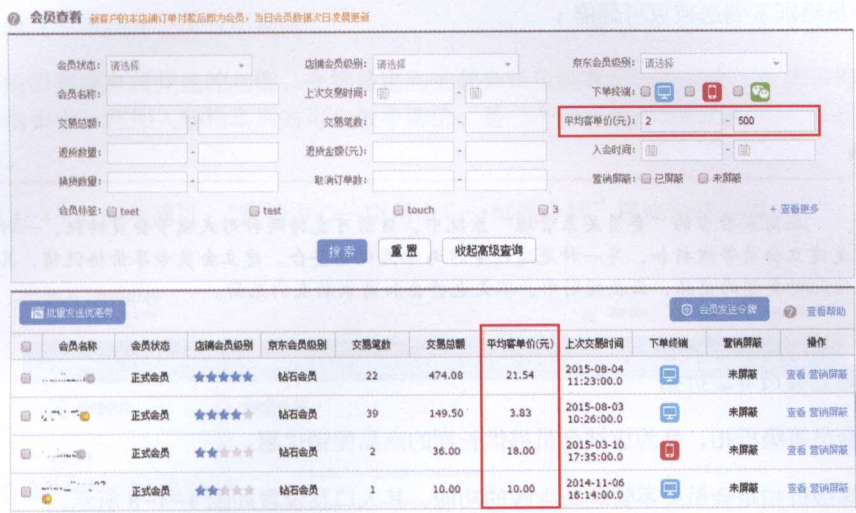 会员查看 新客户的本店铺订单付款后即为会员，当日会员数据次日凌晨更新
会员状态： 请选择 店铺会员级别： 请选择 京东会员级别： 请选择
会员名称： 上次交易时间： - 下单终端：
交易总额： - 交易笔数： - 平均客单价(元)： 2 - 500
退货数量： - 退货金额(元)： - 入会时间： -
换货数量： - 取消订单数： - 营销屏蔽： 已屏蔽 未屏蔽
会员标签： teet test touch 3 + 查看更多
搜索 重置 收起高级查询
批量发送优惠券 会员发送令牌 查看帮助
会员名称 会员状态 店铺会员级别 京东会员级别 交易笔数 交易总额 平均客单价(元) 上次交易时间 下单终端 营销屏蔽 操作
正式会员 钻石会员 22 474.08 21.54 2015-08-04 11:23:00.0 未屏蔽 查看 营销屏蔽
正式会员 钻石会员 39 149.50 3.83 2015-08-03 10:26:00.0 未屏蔽 查看 营销屏蔽
正式会员 钻石会员 2 36.00 18.00 2015-03-10 17:35:00.0 未屏蔽 查看 营销屏蔽
正式会员 钻石会员 1 10.00 10.00 2014-11-06 16:14:00.0 未屏蔽 查看 营销屏蔽